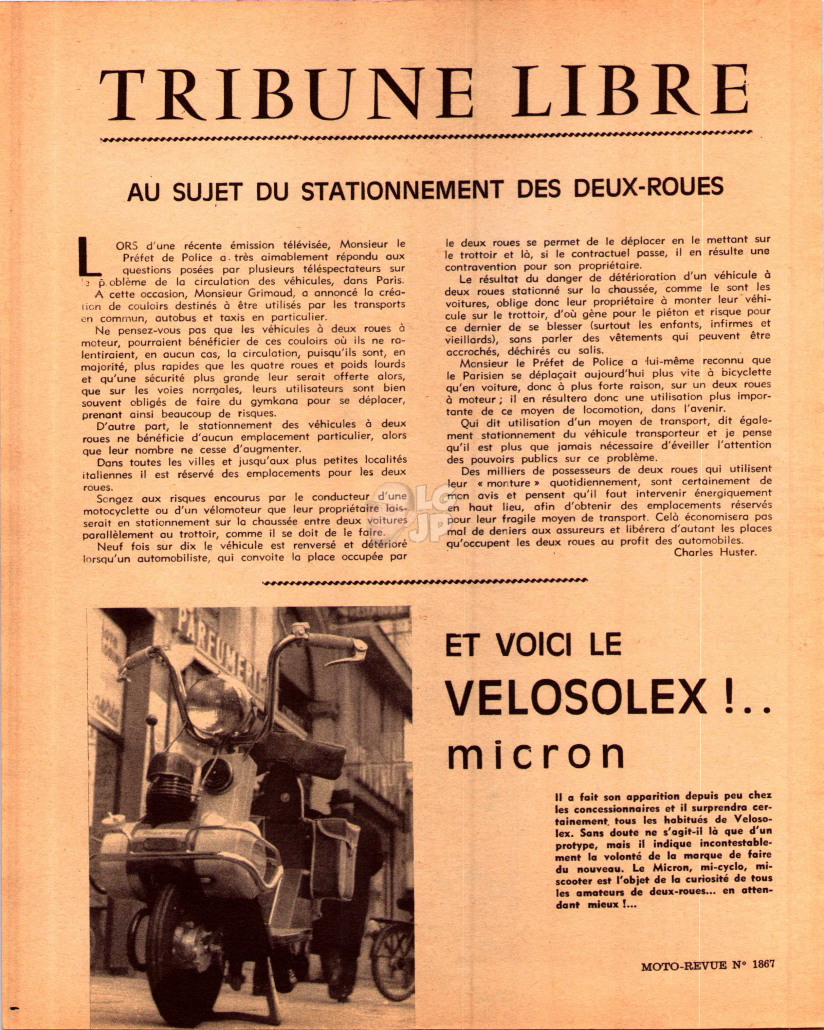 TRIBUNE LIBRE
AU SUJET DU STATIONNEMENT DES DEUX-ROUES
LORS d'une récente émission télévisée, Monsieur le
Préfet de Police a très aimablement répondu aux
questions posées par plusieurs téléspectateurs sur
le p.oblème de la circulation des véhicules, dans Paris.
A cette occasion, Monsieur Grimaud, a annoncé la créa-
tion de couloirs destinés à être utilisés par les transports
en commun, autobus et taxis en particulier.
Ne pensez-vous pas que les véhicules à deux roues à
moteur, pourraient bénéficier de ces couloirs où ils ne ra-
lentiraient, en aucun cas, la circulation, puisqu'ils sont, en
majorité, plus rapides que les quatre roues et poids lourds
et qu'une sécurité plus grande leur serait offerte alors,
que sur les voies normales, leurs utilisateurs sont bien
souvent obligés de faire du gymkana pour se déplacer,
prenant ainsi beaucoup de risques.
D'autre part, le stationnement des véhicules à deux
roues ne bénéficie d'aucun emplacement particulier, alors
que leur nombre ne cesse d'augmenter.
Dans toutes les villes et jusqu'aux plus petites localités
italiennes il est réservé des emplacements pour les deux
roues.
Songez aux risques encourus par le conducteur d'une
motocyclette ou d'un vélomoteur que leur propriétaire lais-
serait en stationnement sur la chaussée entre deux voitures
parallèlement au trottoir, comme il se doit de le faire.
Neuf fois sur dix le véhicule est renversé et détérioré
lorsqu'un automobiliste, qui convoite la place occupée par
le deux roues se permet de le déplacer en le mettant sur
le trottoir et là, si le contractuel passe, il en résulte une
contravention pour son propriétaire.
Le résultat du danger de détérioration d'un véhicule à
deux roues stationné sur la chaussée, comme le sont les
voitures, oblige donc leur propriétaire à monter leur véhi-
cule sur le trottoir, d'où gène pour le piéton et risque pour
ce dernier de se blesser (surtout les enfants, infirmes et
vieillards), sans parler des vêtements qui peuvent être
accrochés, déchirés ou salis.
Monsieur le Préfet de Police a lui-même reconnu que
le Parisien se déplaçait aujourd'hui plus vite à bicyclette
qu'en voiture, donc à plus forte raison, sur un deux roues
à moteur ; il en résultera donc une utilisation plus impor-
tante de ce moyen de locomotion, dans l'avenir.
Qui dit utilisation d'un moyen de transport, dit égale-
ment stationnement du véhicule transporteur et je pense
qu'il est plus que jamais nécessaire d'éveiller l'attention
des pouvoirs publics sur ce problème.
Des milliers de possesseurs de deux roues qui utilisent
leur « monture » quotidiennement, sont certainement de
mon avis et pensent qu'il faut intervenir énergiquement
en haut lieu, afin d'obtenir des emplacements réservés
pour leur fragile moyen de transport. Celà économisera pas
mal de deniers aux assureurs et libérera d'autant les places
qu'occupent les deux roues au profit des automobiles.
Charles Huster.
PARFUMERIE
ET VOICI LE
VELOSOLEX !..
micron
Il a fait son apparition depuis peu chez
les concessionnaires et il surprendra cer-
tainement tous les habitués de Veloso-
lex. Sans doute ne s'agit-il là que d'un
protype, mais il indique incontestable-
ment la volonté de la marque de faire
du nouveau. Le Micron, mi-cyclo, mi-
scooter est l'objet de la curiosité de tous
les amateurs de deux-roues... en atten-
dant mieux !...
MOTO-REVUE N° 1867